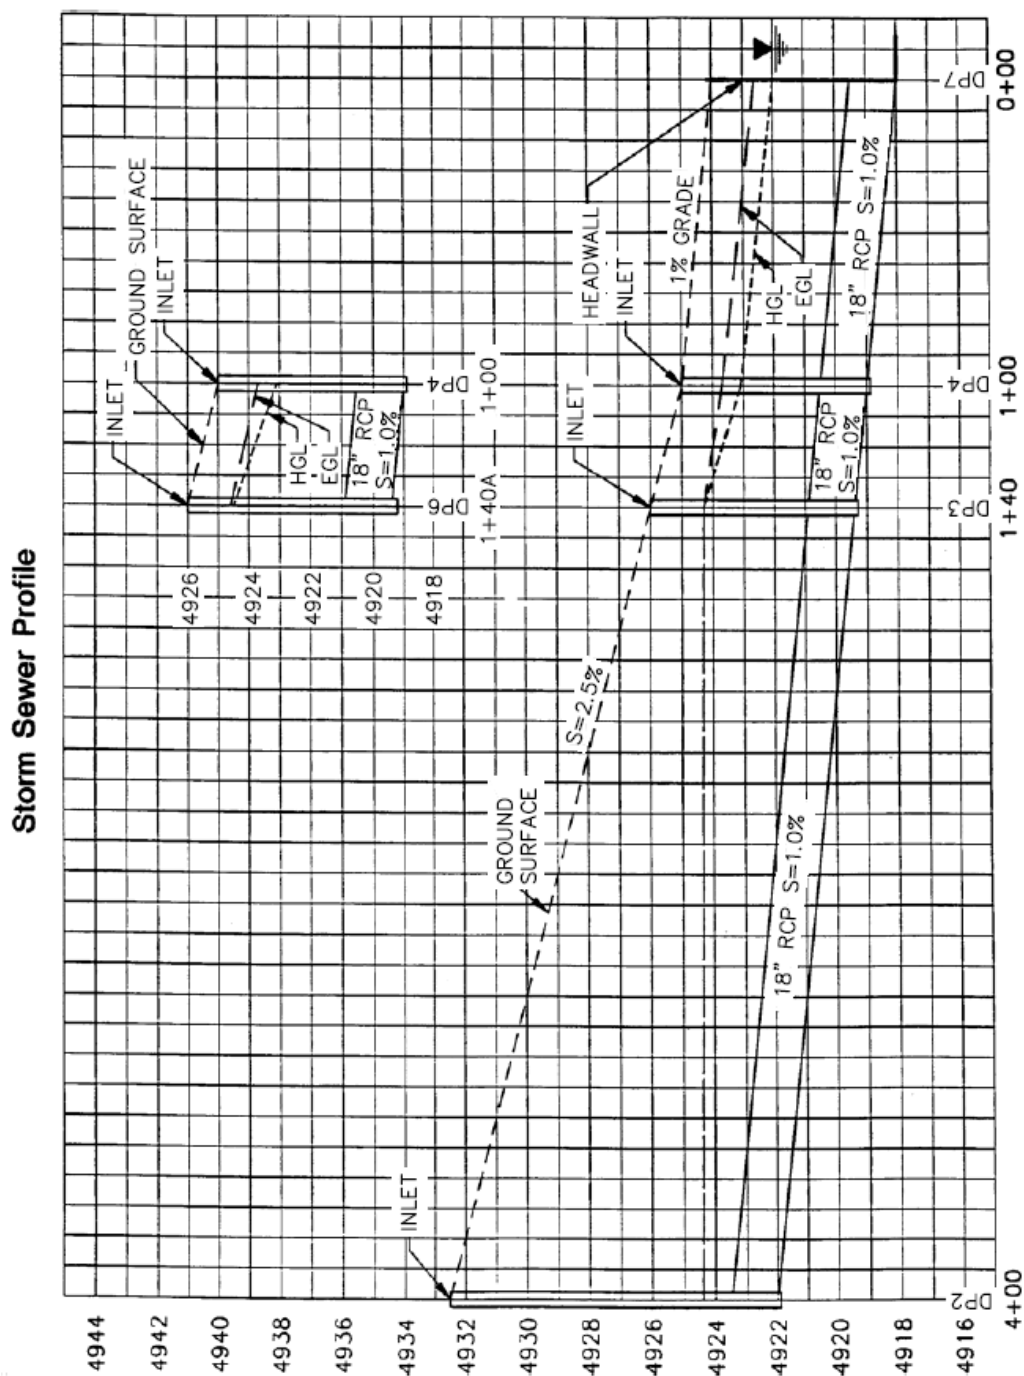 Storm Sewer Profile
4944
4942
4940
4938
4936
4934
4932
4930
4928
4926
4924
4922
4920
4918
4916
INLET
GROUND SURFACE
INLET
HGL
EGL
18" RCP
S=1.0%
4926
4924
4922
4920
4918
DP6
1+40A
DP4
1+00
INLET
GROUND
SURFACE
S=2.5%
INLET
INLET
HEADWALL
1% GRADE
HGL
EGL
18" RCP S=1.0%
18" RCP
S=1.0%
18" RCP S=1.0%
DP2
DP3
DP4
DP7
4+00
1+40
1+00
0+00